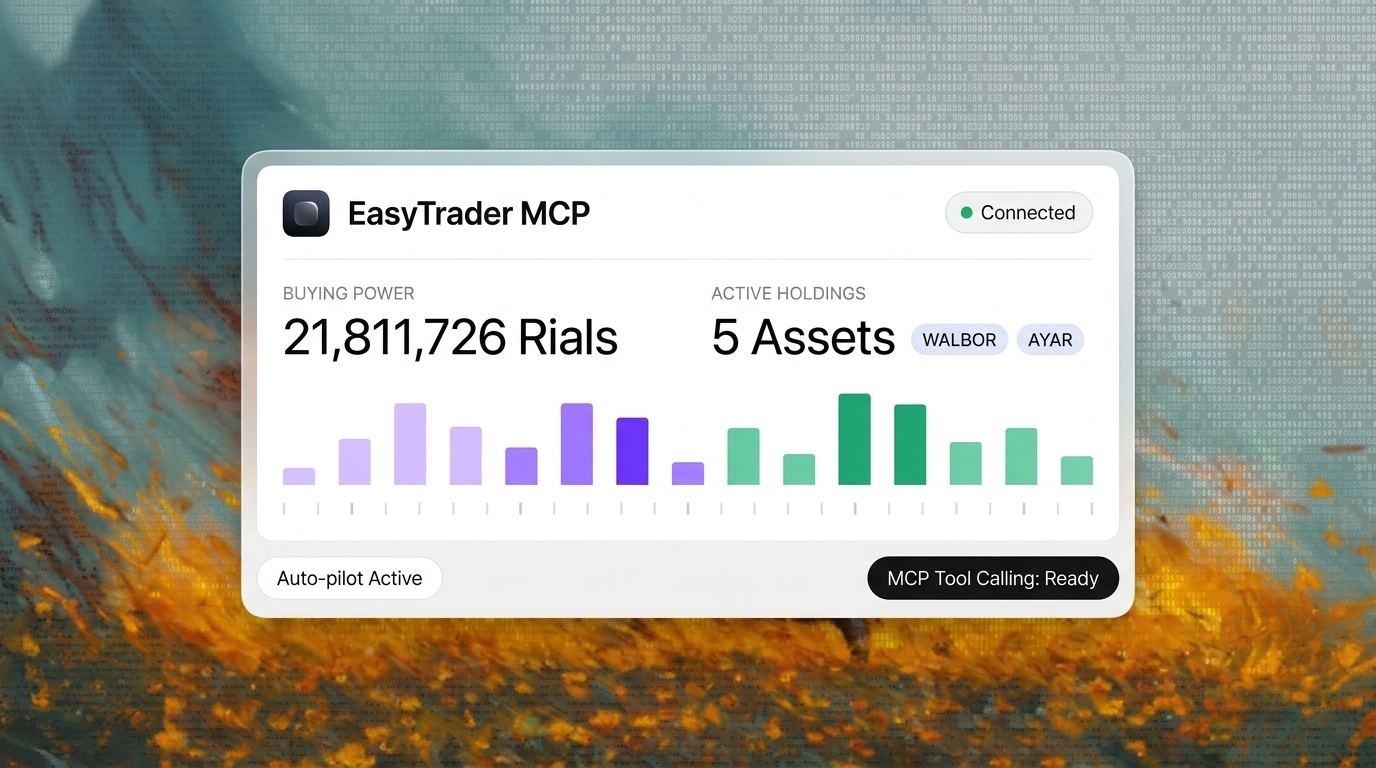 EasyTrader MCP
Connected
BUYING POWER
21,811,726 Rials
ACTIVE HOLDINGS
5 Assets WALBOR AYAR
Auto-pilot Active
MCP Tool Calling: Ready